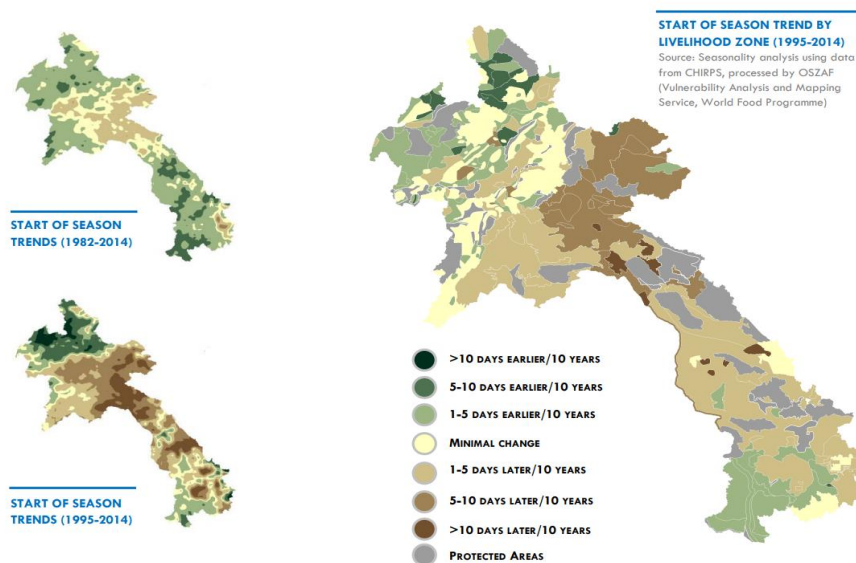 START OF SEASON TREND BY
LIVELIHOOD ZONE (1995-2014)
Source: Seasonality analysis using data
from CHIRPS, processed by OSZAF
(Vulnerability Analysis and Mapping
Service, World Food Programme)
START OF SEASON
TRENDS (1982-2014)
>10 DAYS EARLIER/10 YEARS
5-10 DAYS EARLIER/10 YEARS
1-5 DAYS EARLIER/10 YEARS
MINIMAL CHANGE
1-5 DAYS LATER/10 YEARS
5-10 DAYS LATER/10 YEARS
>10 DAYS LATER/10 YEARS
PROTECTED AREAS
START OF SEASON
TRENDS (1995-2014)